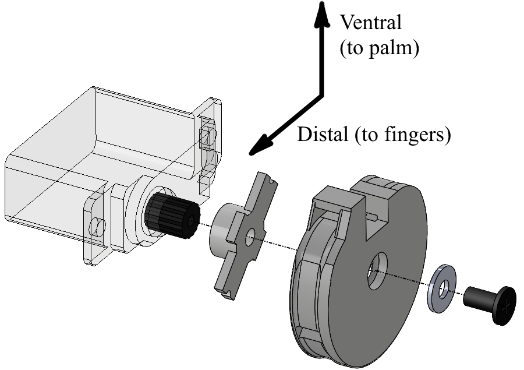 Ventral
(to palm)
Distal (to fingers)